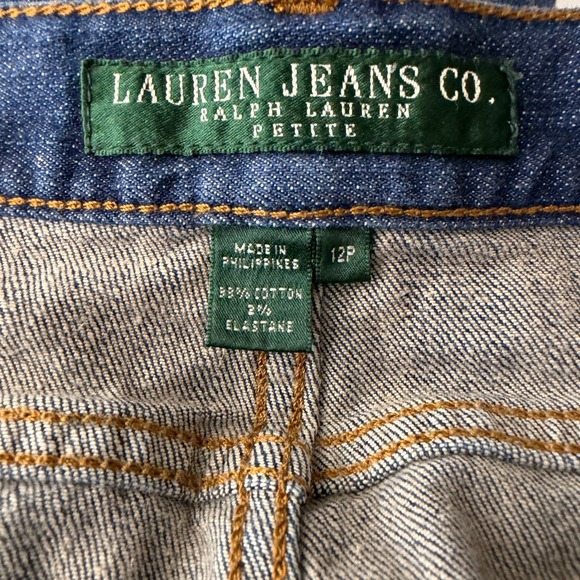 LAUREN JEANS CO.
RALPH LAUREN
PETITE
MADE IN
PHILIPPINES
12P
98% COTTON
2%
ELASTANE